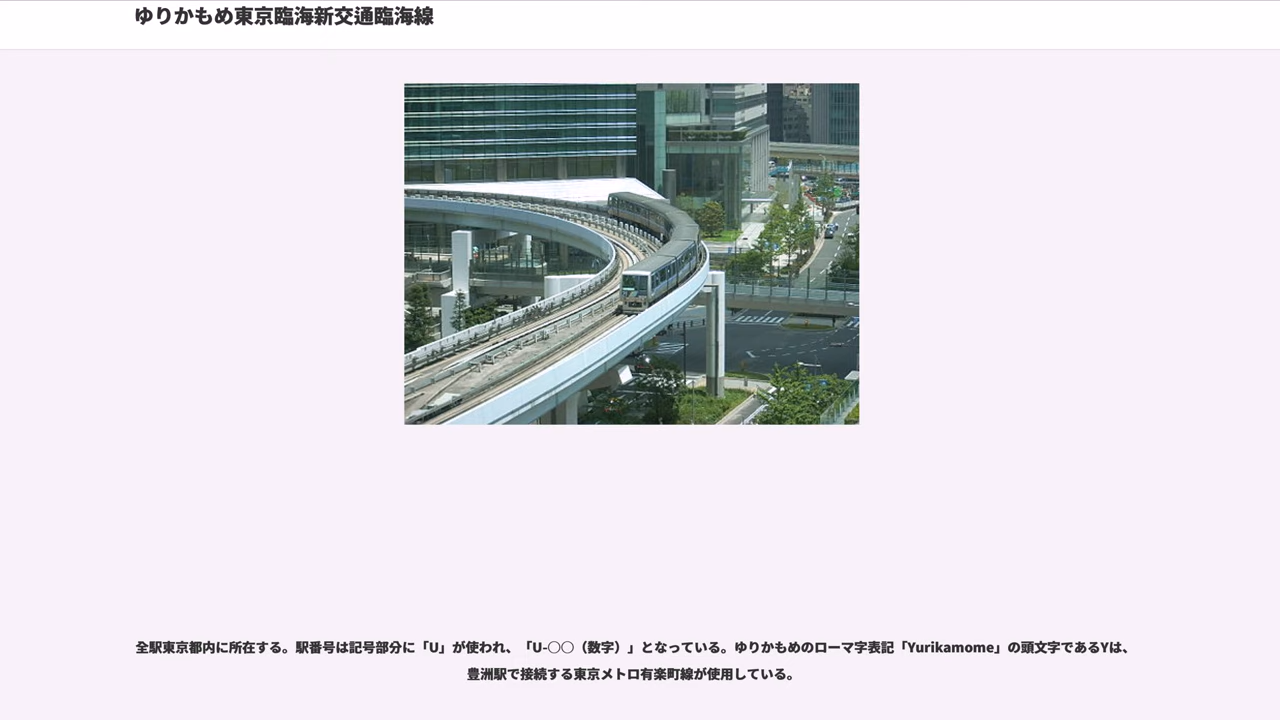 ゆりかもめ東京臨海新交通臨海線
全駅東京都内に所在する。駅番号は記号部分に「U」が使われ、「U-〇〇（数字）」となっている。ゆりかもめのローマ字表記「Yurikamome」の頭文字であるYは、
豊洲駅で接続する東京メトロ有楽町線が使用している。